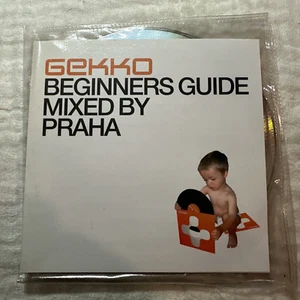 GEKKO
BEGINNERS GUIDE
MIXED BY
PRAHA